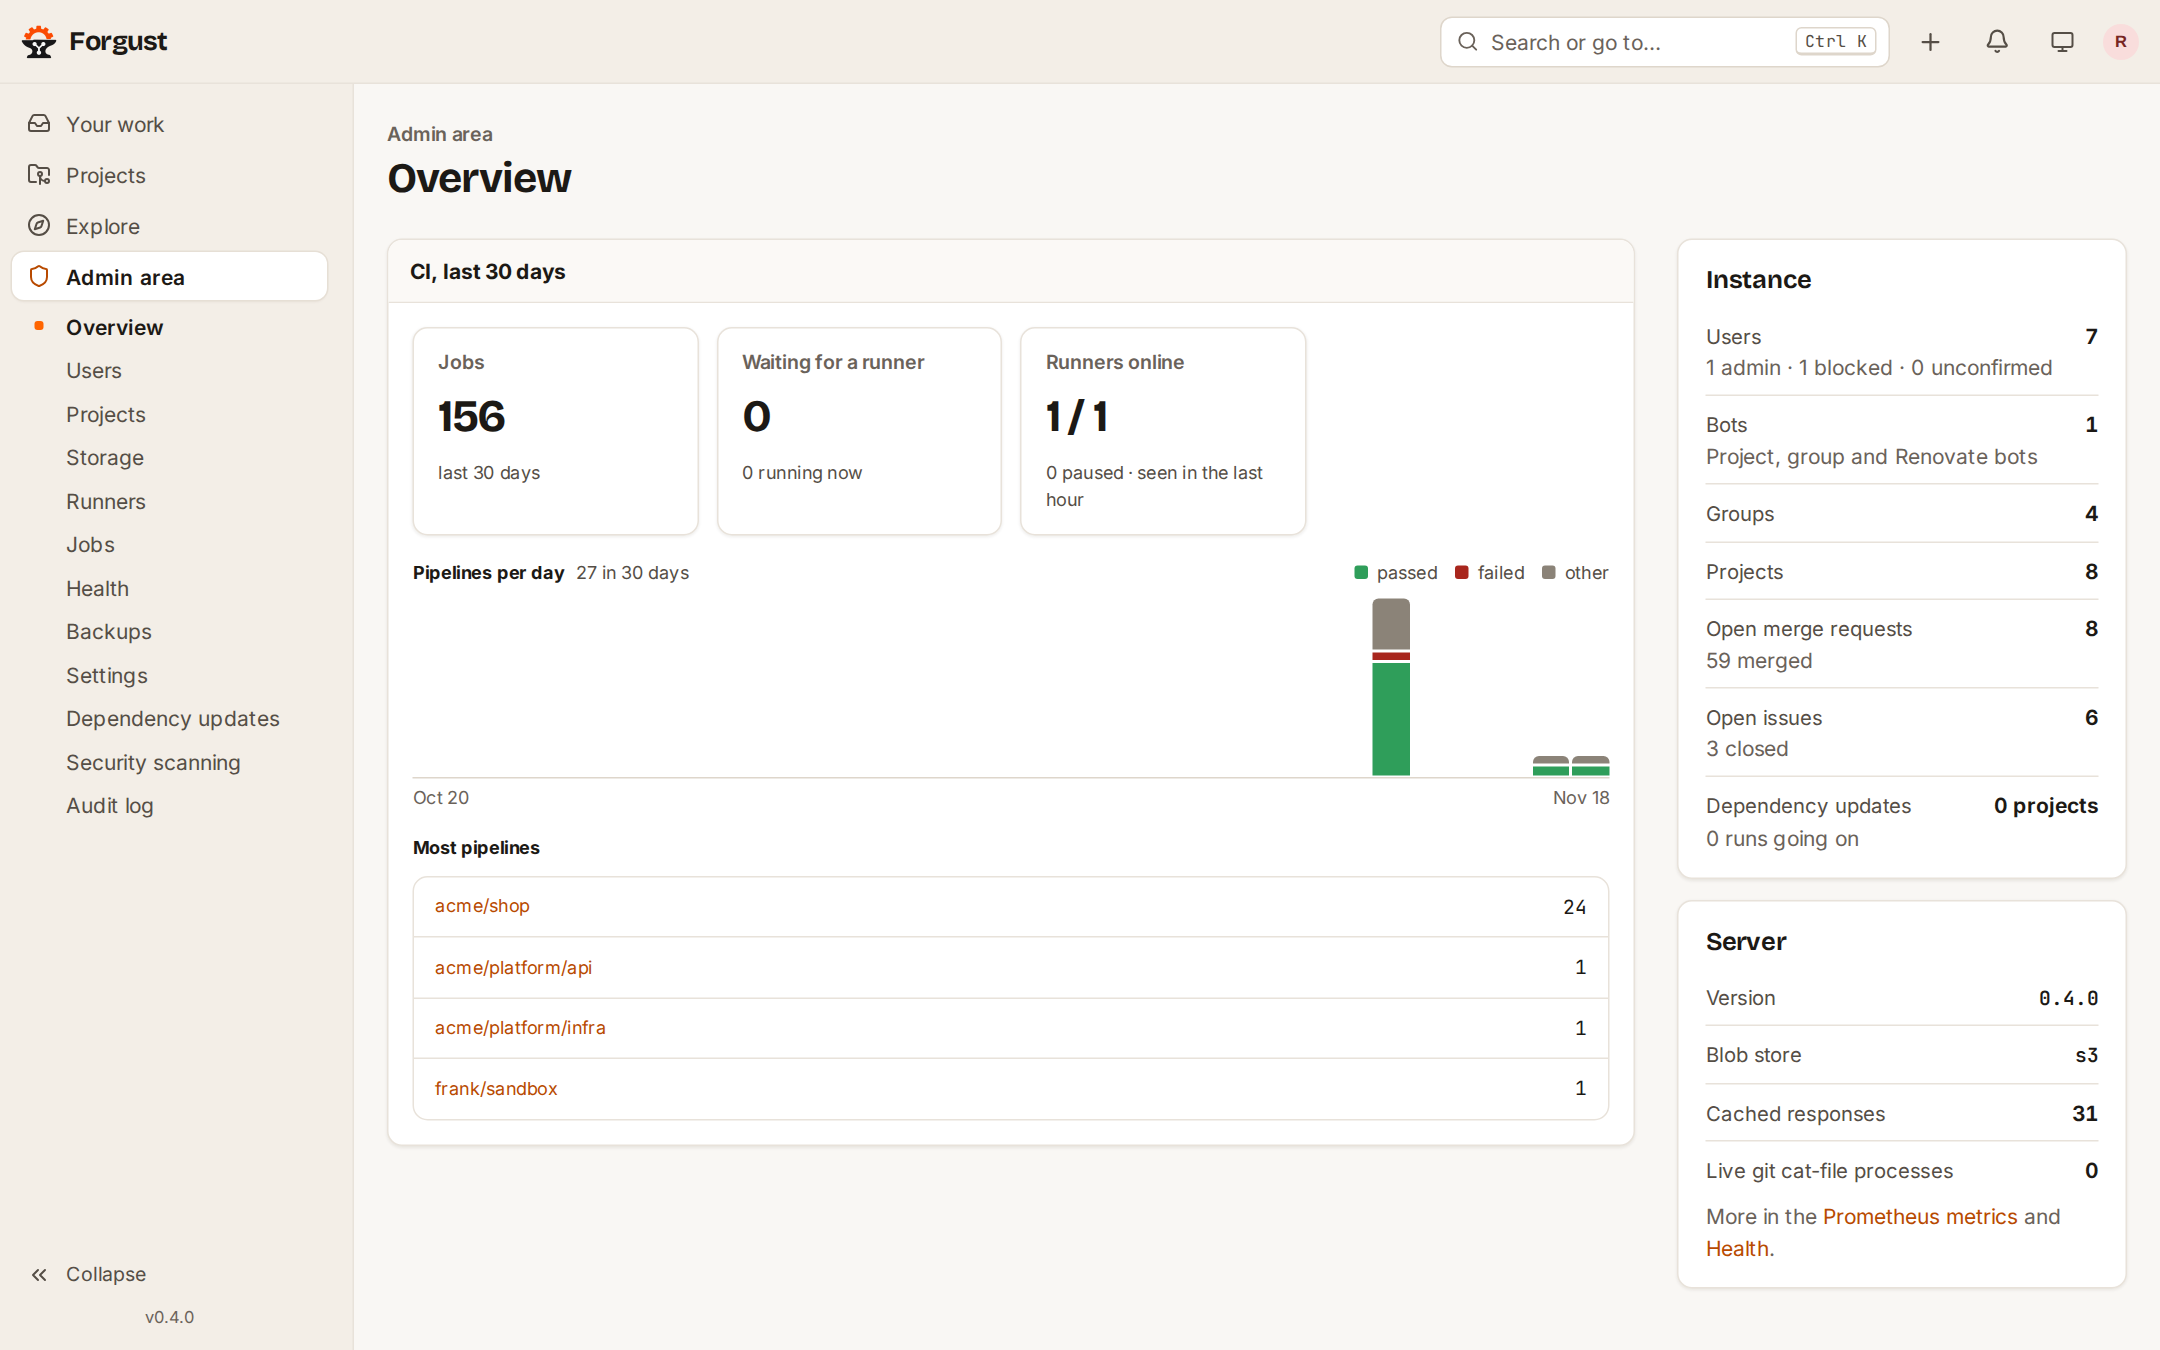 Forgust
Search or go to...
Ctrl K
R
Your work
Projects
Explore
Admin area
Overview
Users
Projects
Storage
Runners
Jobs
Health
Backups
Settings
Dependency updates
Security scanning
Audit log
Collapse
v0.4.0
Admin area
Overview
CI, last 30 days
Jobs
156
last 30 days
Waiting for a runner
0
0 running now
Runners online
1 / 1
0 paused · seen in the last
hour
Pipelines per day 27 in 30 days
passed failed other
Oct 20 Nov 18
Most pipelines
acme/shop 24
acme/platform/api 1
acme/platform/infra 1
frank/sandbox 1
Instance
Users 7
1 admin · 1 blocked · 0 unconfirmed
Bots 1
Project, group and Renovate bots
Groups 4
Projects 8
Open merge requests 8
59 merged
Open issues 6
3 closed
Dependency updates 0 projects
0 runs going on
Server
Version 0.4.0
Blob store s3
Cached responses 31
Live git cat-file processes 0
More in the Prometheus metrics and
Health.